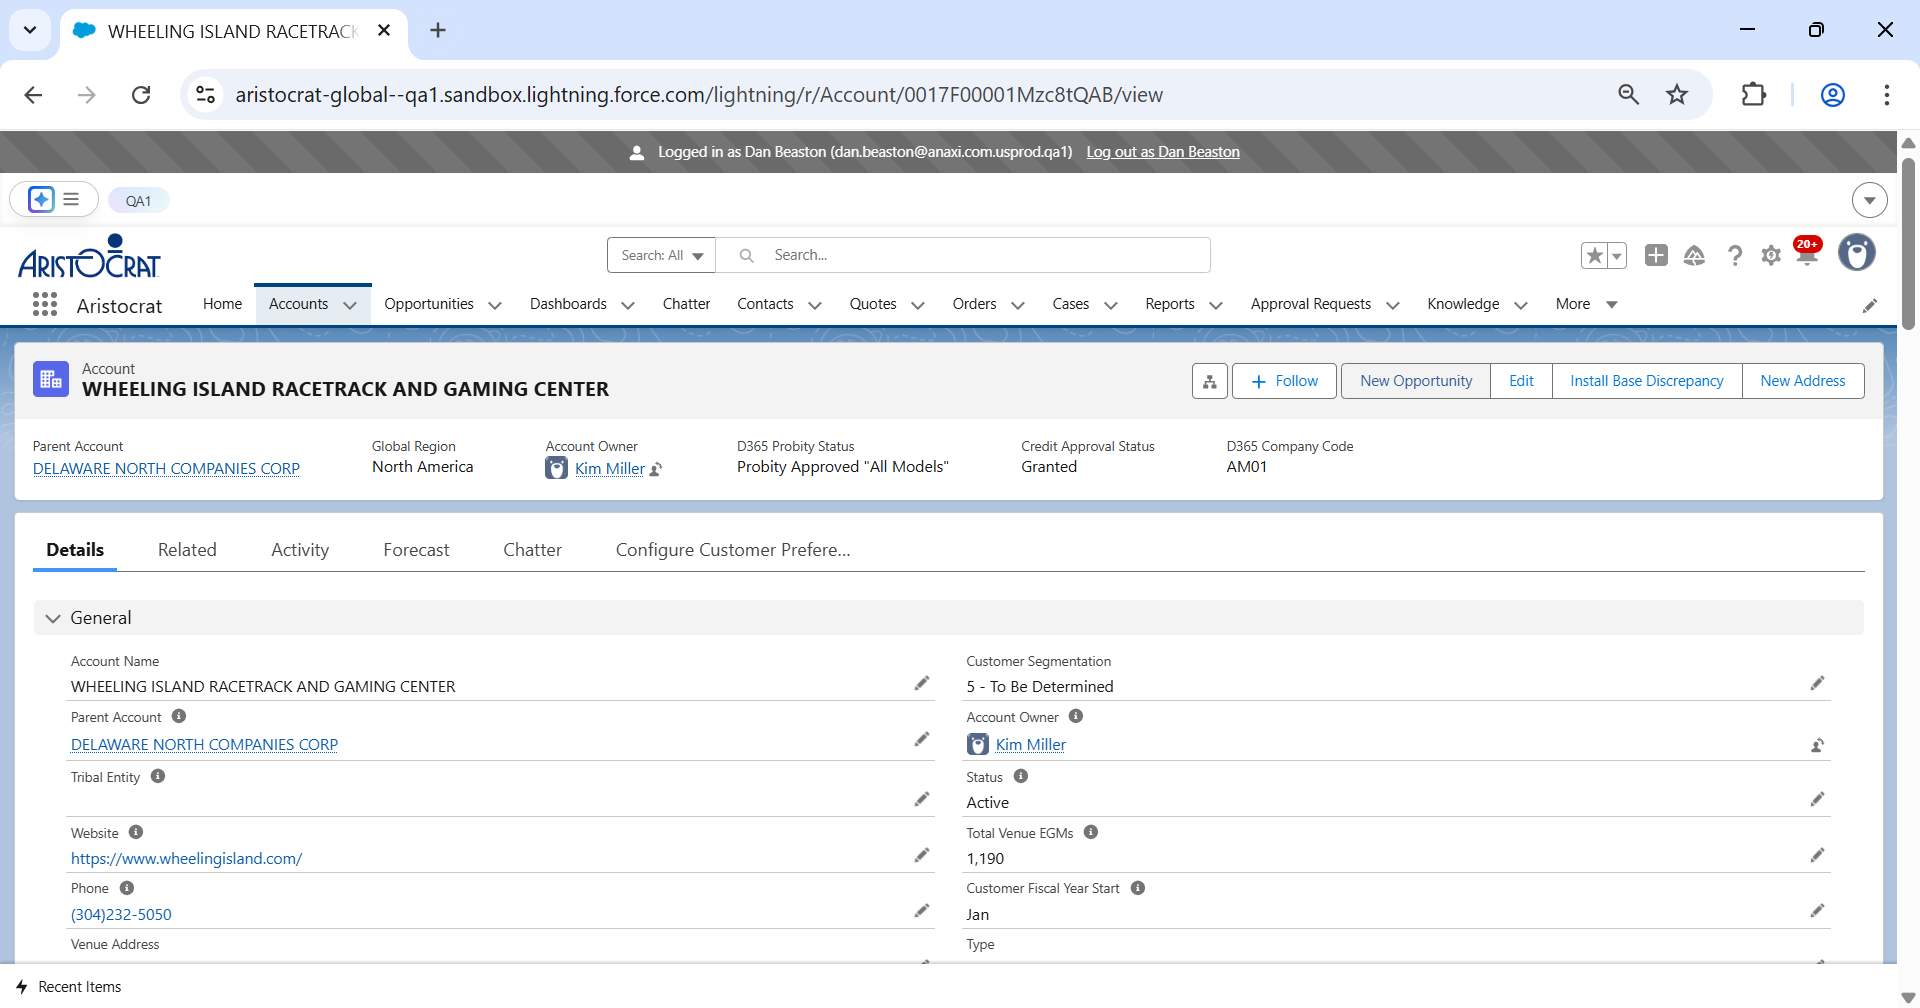 WHEELING ISLAND RACETRACK
aristocrat-global--qa1.sandbox.lightning.force.com/lightning/r/Account/0017F00001Mzc8tQAB/view
Logged in as Dan Beaston (dan.beaston@anaxi.com.usprod.qa1) Log out as Dan Beaston
QA1
ARISTOCRAT
Search: All
Search...
20+
Aristocrat
Home Accounts Opportunities Dashboards Chatter Contacts Quotes Orders Cases Reports Approval Requests Knowledge More
Account
WHEELING ISLAND RACETRACK AND GAMING CENTER
Follow New Opportunity Edit Install Base Discrepancy New Address
Parent Account Global Region Account Owner D365 Probity Status Credit Approval Status D365 Company Code
DELAWARE NORTH COMPANIES CORP North America Kim Miller Probity Approved "All Models" Granted AM01
Details Related Activity Forecast Chatter Configure Customer Prefere...
General
Account Name Customer Segmentation
WHEELING ISLAND RACETRACK AND GAMING CENTER 5 - To Be Determined
Parent Account Account Owner
DELAWARE NORTH COMPANIES CORP Kim Miller
Tribal Entity Status
Active
Website Total Venue EGMs
https://www.wheelingisland.com/ 1,190
Phone Customer Fiscal Year Start
(304)232-5050 Jan
Venue Address Type
Recent Items